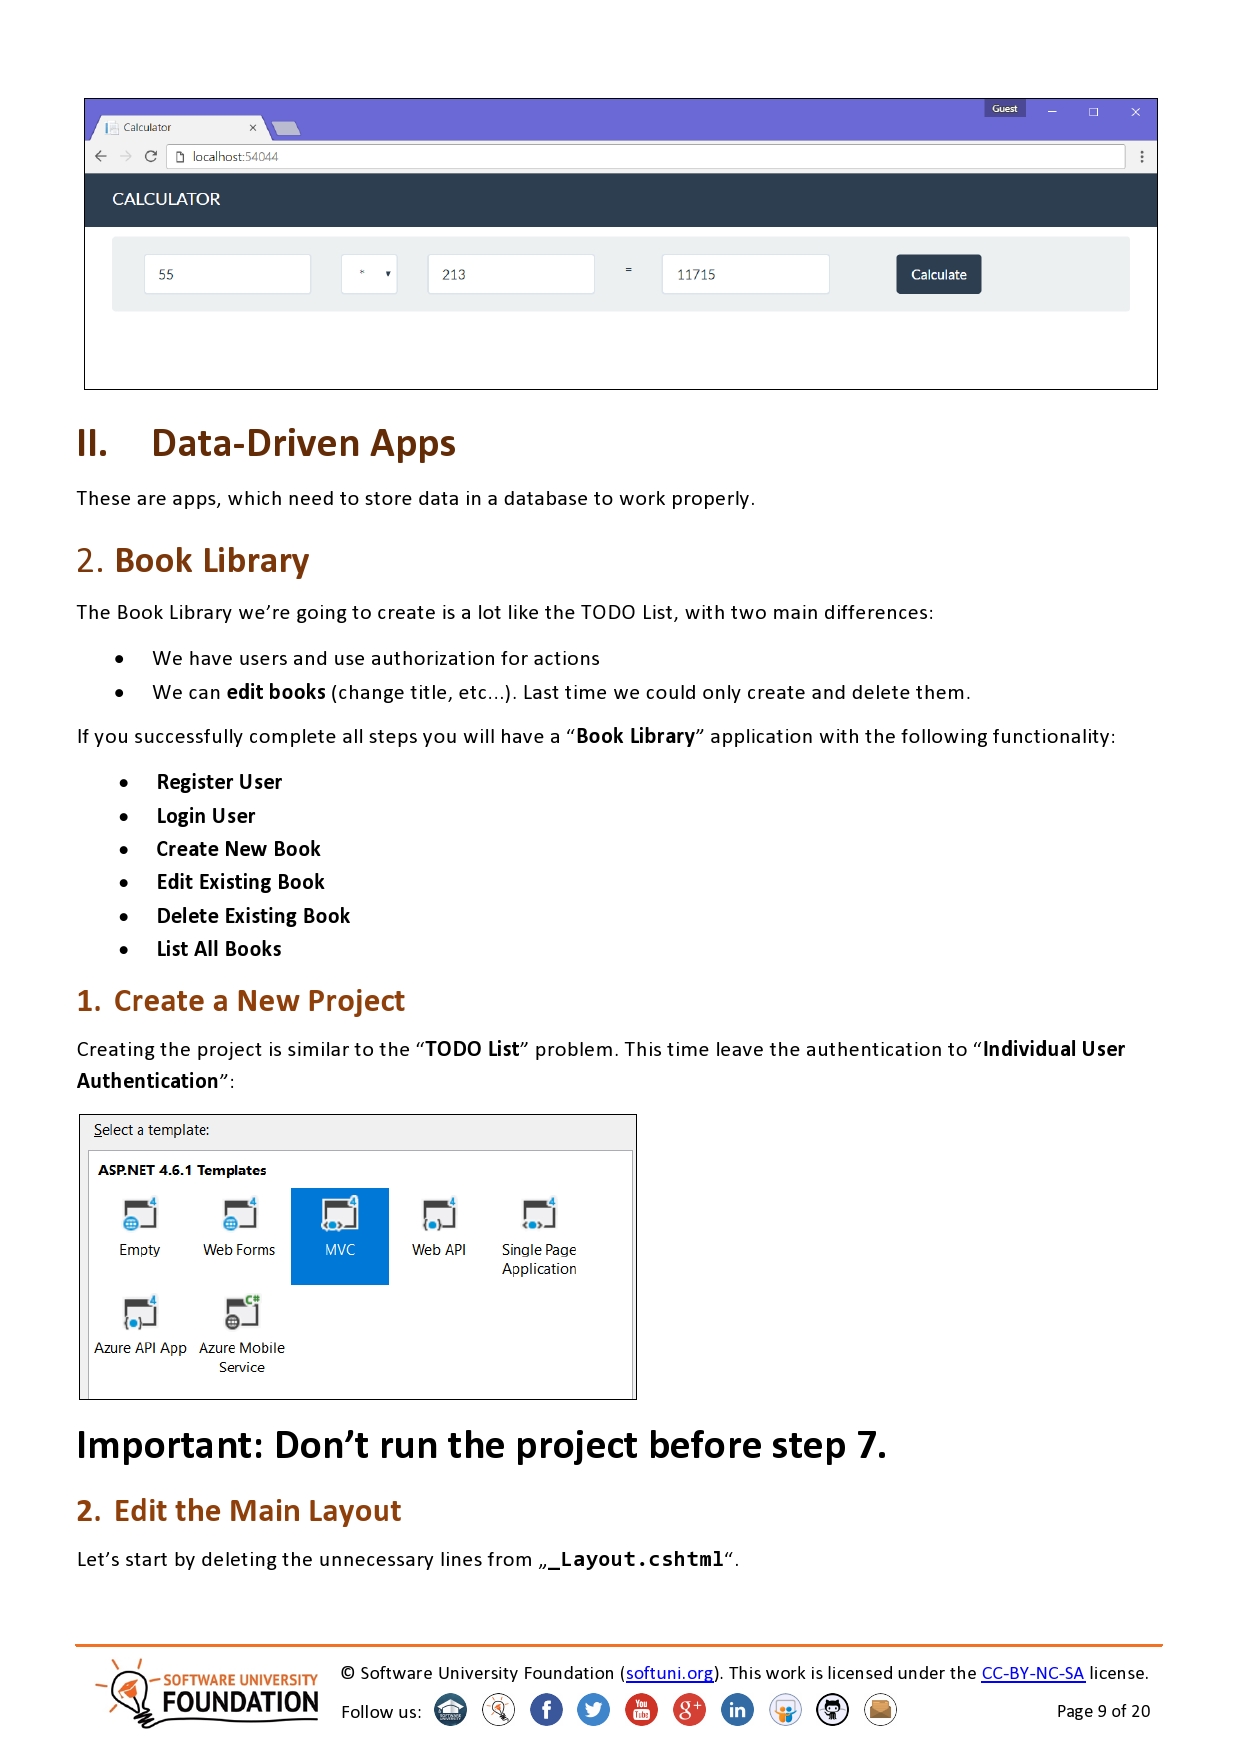 Guest
Calculator
localhost:54044
CALCULATOR
55 * 213 = 11715 Calculate
II. Data-Driven Apps
These are apps, which need to store data in a database to work properly.
2. Book Library
The Book Library we’re going to create is a lot like the TODO List, with two main differences:
• We have users and use authorization for actions
• We can edit books (change title, etc...). Last time we could only create and delete them.
If you successfully complete all steps you will have a “Book Library” application with the following functionality:
• Register User
• Login User
• Create New Book
• Edit Existing Book
• Delete Existing Book
• List All Books
1. Create a New Project
Creating the project is similar to the “TODO List” problem. This time leave the authentication to “Individual User
Authentication”:
Select a template:
ASP.NET 4.6.1 Templates
Empty Web Forms MVC Web API Single Page
Application
Azure API App Azure Mobile
Service
Important: Don’t run the project before step 7.
2. Edit the Main Layout
Let’s start by deleting the unnecessary lines from „_Layout.cshtml“.
SOFTWARE UNIVERSITY
FOUNDATION
© Software University Foundation (softuni.org). This work is licensed under the CC-BY-NC-SA license.
Follow us: Page 9 of 20